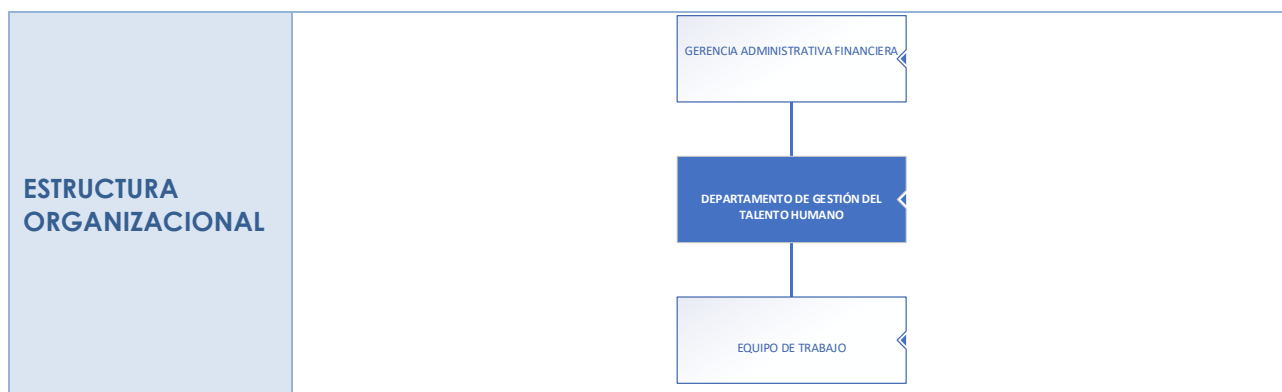 GERENCIA ADMINISTRATIVA FINANCIERA
ESTRUCTURA
ORGANIZACIONAL
DEPARTAMENTO DE GESTIÓN DEL
TALENTO HUMANO
EQUIPO DE TRABAJO